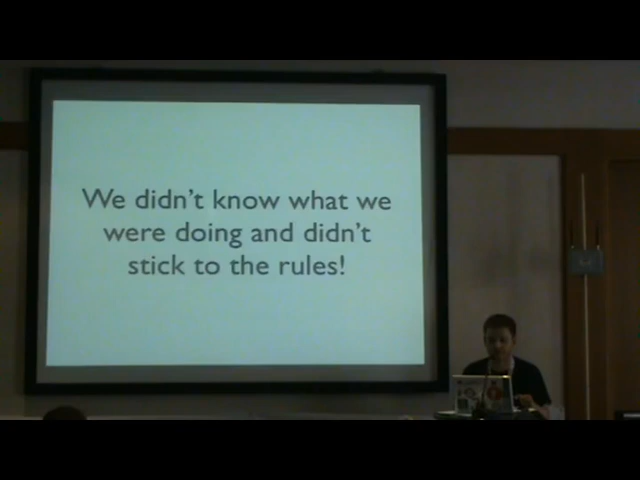 We didn't know what we
were doing and didn't
stick to the rules!